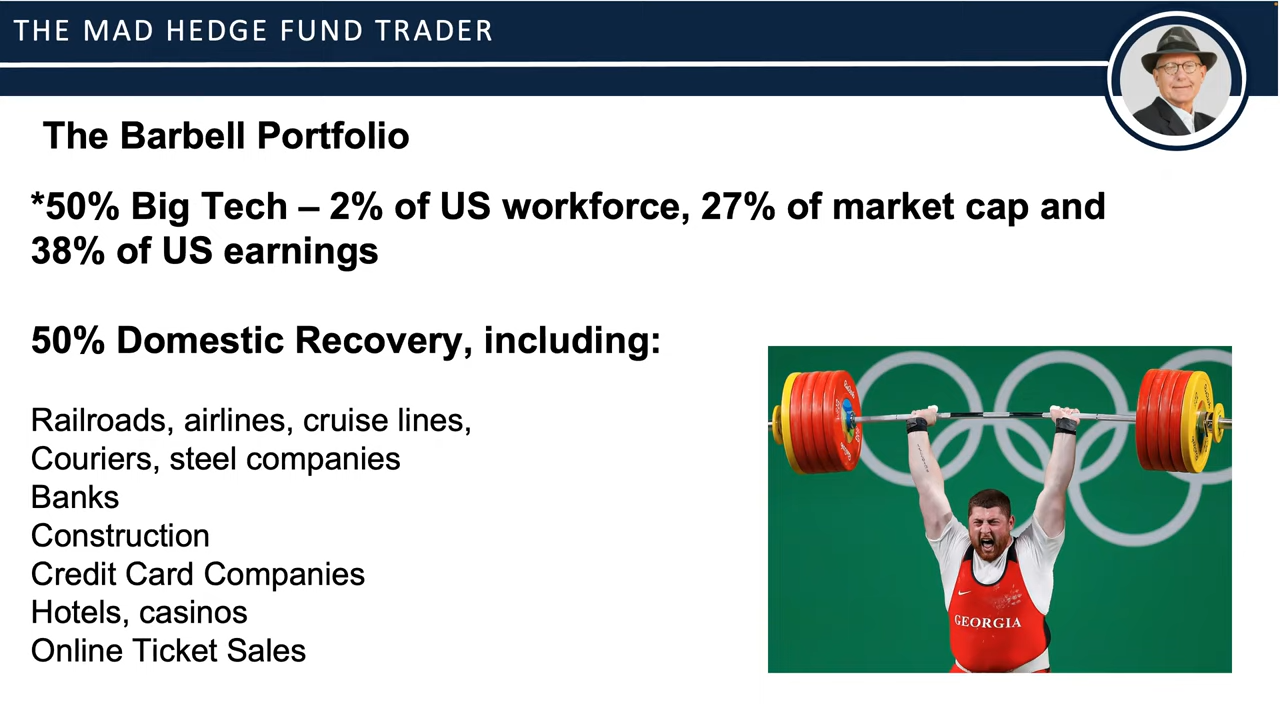 THE MAD HEDGE FUND TRADER
The Barbell Portfolio
*50% Big Tech – 2% of US workforce, 27% of market cap and
38% of US earnings
50% Domestic Recovery, including:
Railroads, airlines, cruise lines,
Couriers, steel companies
Banks
Construction
Credit Card Companies
Hotels, casinos
Online Ticket Sales
GEORGIA